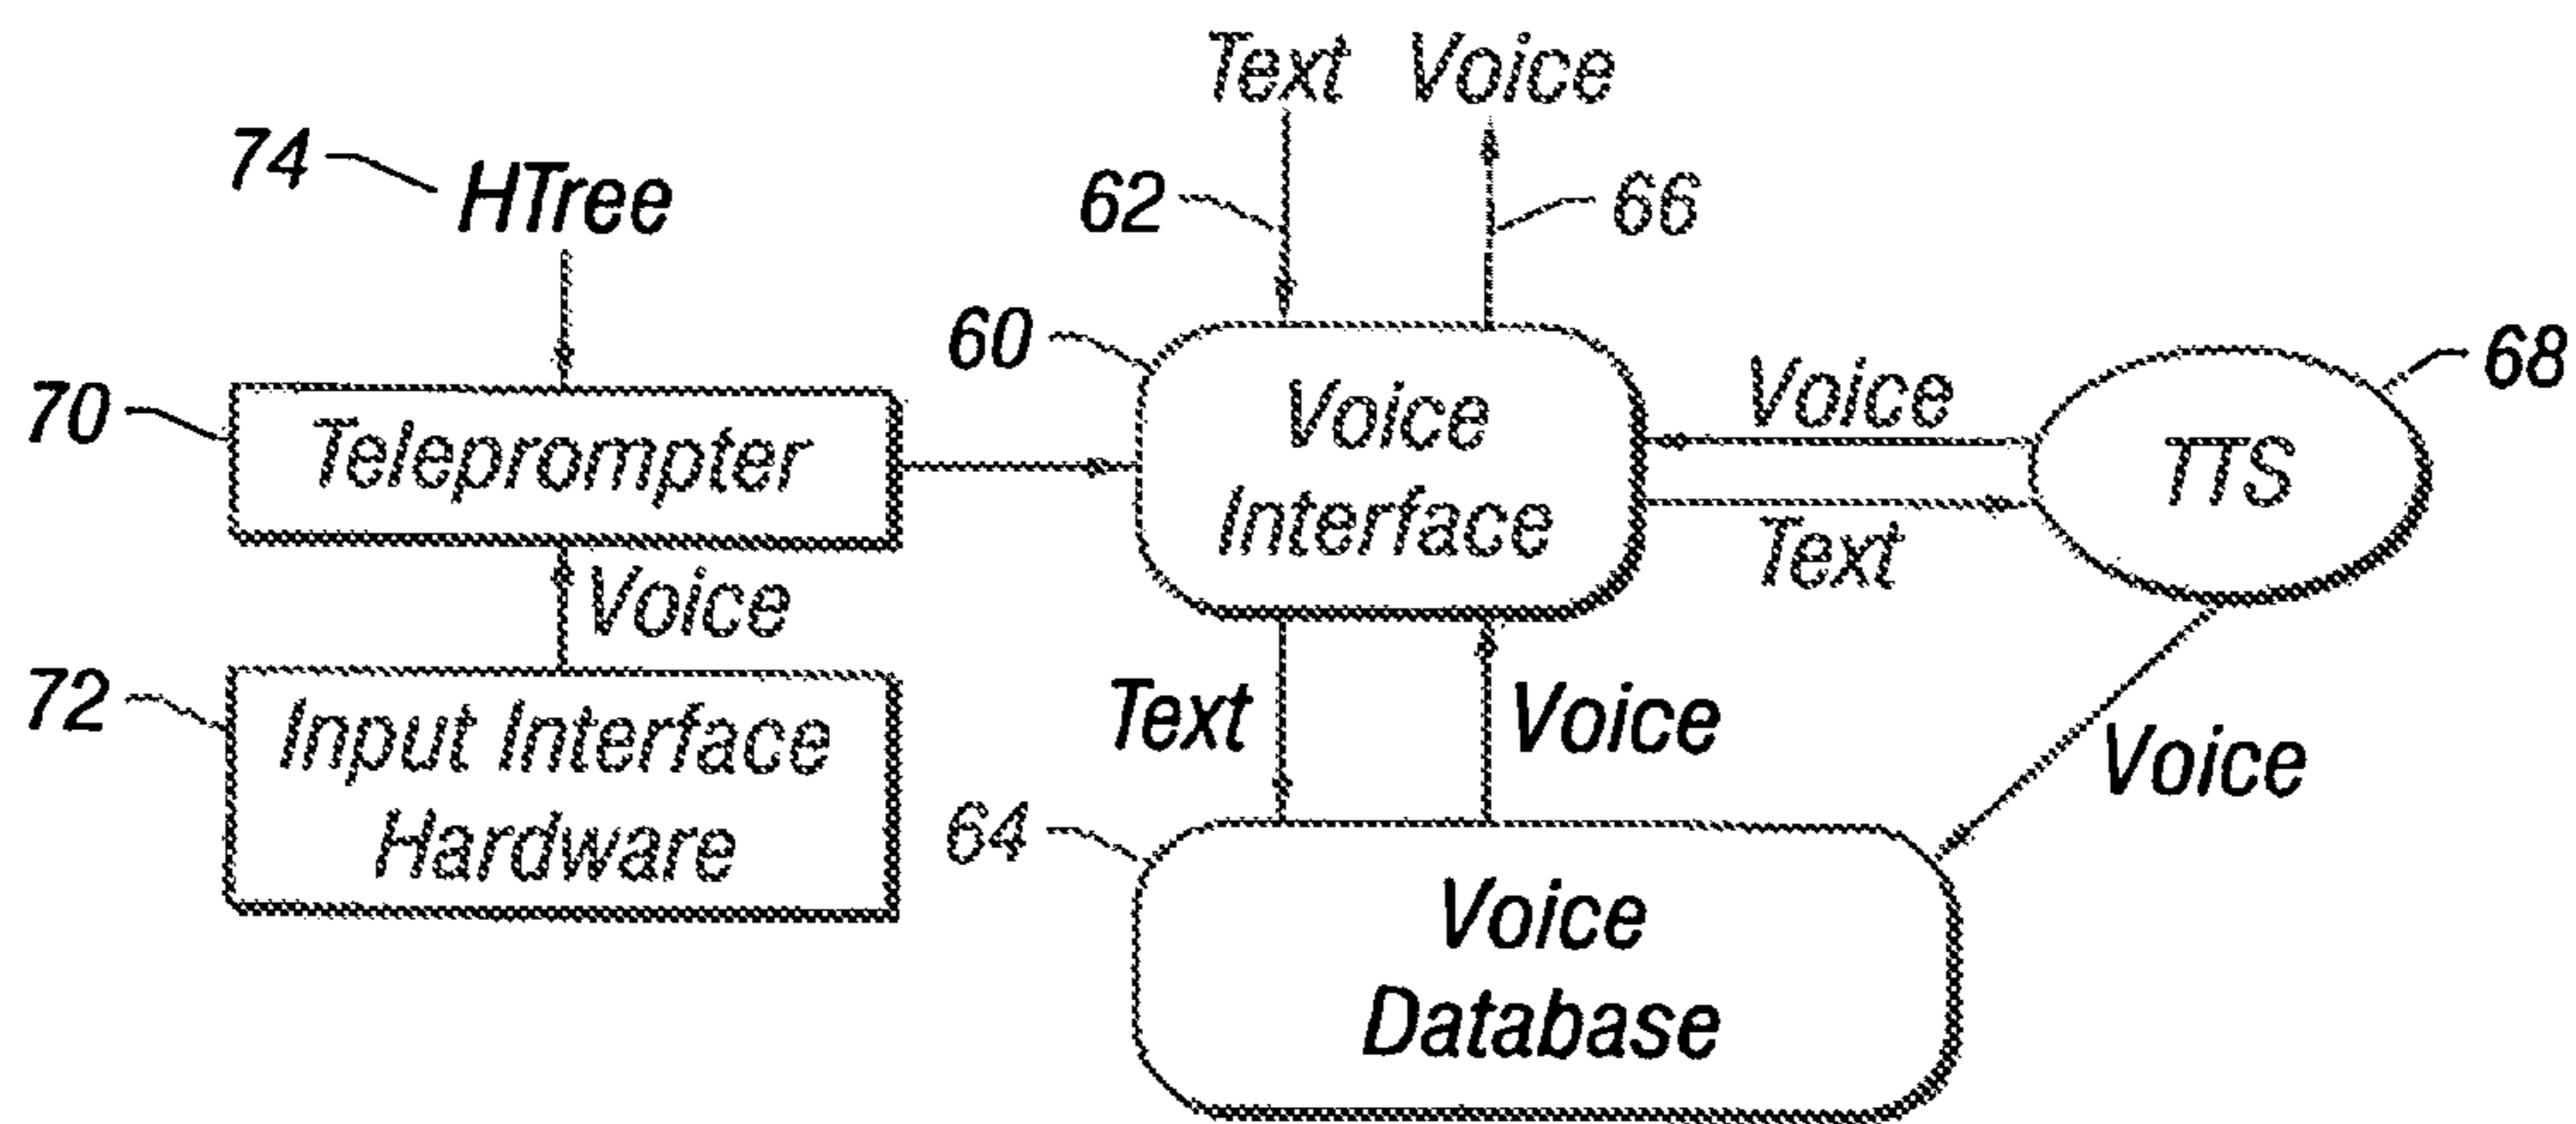 Text Voice
74 HTree
62 66
60
68
70 Teleprompter
Voice
Interface
Voice
TTS
Text
Voice
72 Input Interface
Hardware
Text Voice
Voice
64
Voice
Database